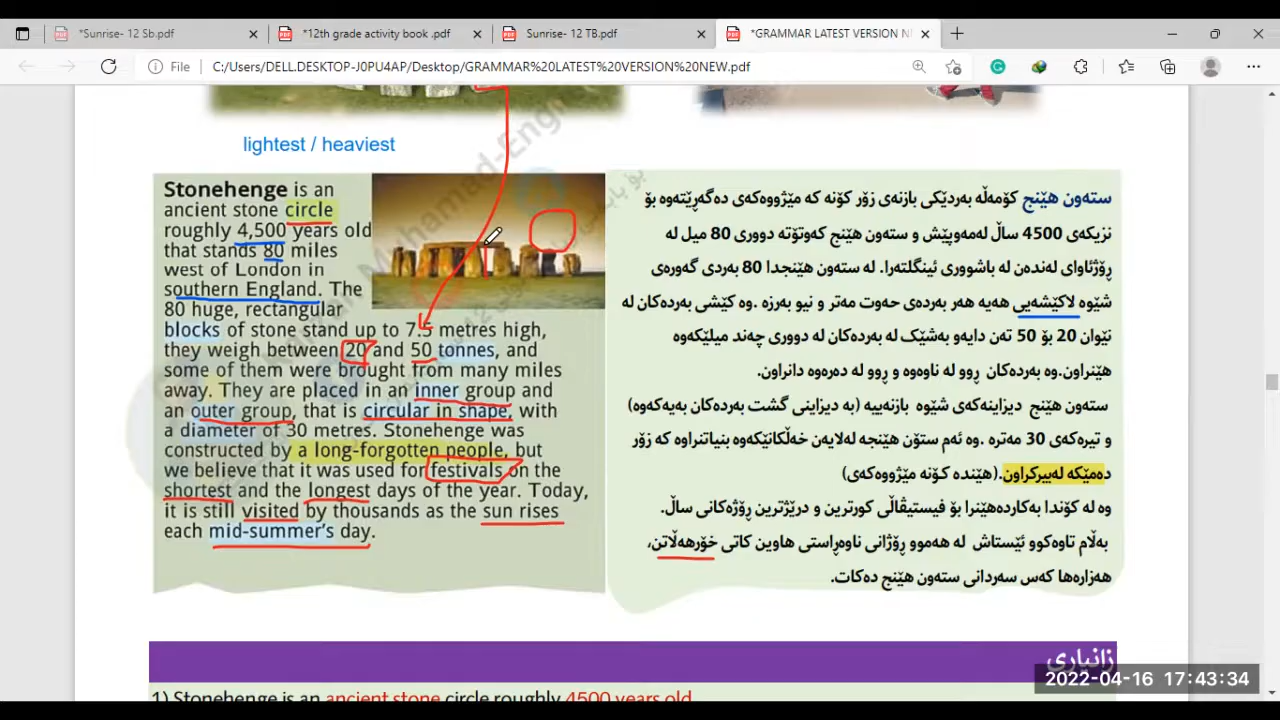 *Sunrise- 12 Sb.pdf
*12th grade activity book .pdf
Sunrise- 12 TB.pdf
*GRAMMAR LATEST VERSION NE
File
C:/Users/DELL.DESKTOP-J0PU4AP/Desktop/GRAMMAR%20LATEST%20VERSION%20NEW.pdf
lightest / heaviest
Stonehenge is an
ancient stone circle
roughly 4,500 years old
that stands 80 miles
west of London in
southern England. The
80 huge, rectangular
blocks of stone stand up to 7.5 metres high,
they weigh between 20 and 50 tonnes, and
some of them were brought from many miles
away. They are placed in an inner group and
an outer group, that is circular in shape, with
a diameter of 30 metres. Stonehenge was
constructed by a long-forgotten people, but
we believe that it was used for festivals on the
shortest and the longest days of the year. Today,
it is still visited by thousands as the sun rises
each mid-summer's day.
ستەون هێنج کۆمەڵە بەردێکی بازنەی زۆر کۆنە کە مێژووەکەی دەگەڕێتەوە بۆ
نزیکەی 4500 ساڵ لەمەوپێش و ستەون هێنج کەوتۆتە دووری 80 میل لە
ڕۆژئاوای لەندەن لە باشووری ئینگلتەرا. لە ستەون هێنجدا 80 بەردی گەورەی
شێوە لاکێشەیی هەیە هەر بەردەی حەوت مەتر و نیو بەرزە .وە کێشی بەردەکان لە
نێوان 20 بۆ 50 تەن دایەو بەشێک لە بەردەکان لە دووری چەند میلێکەوە
هێنراون.وە بەردەکان ڕوو لە ناوەوە و ڕوو لە دەرەوە دانراون.
ستەون هێنج دیزاینەکەی شێوە بازنەییە (بە دیزاینی گشت بەردەکان بەیەکەوە)
و تیرەکەی 30 مەترە .وە ئەم ستۆن هێنجە لەلایەن خەڵکانێکەوە بنیاتنراوە کە زۆر
دەمێکە لەبیرکراون.(هێندە کـۆنە مێژووەکەی)
وە لە کۆندا بەکاردەهێنرا بۆ فیستیڤاڵی کورترین و درێژترین ڕۆژەکانی ساڵ.
بەڵام تاوەکوو ئێستاش لە هەموو ڕۆژانی ناوەراستی هاوین کاتی خۆرهەڵاتن،
هەزارەها کەس سەردانی ستەون هێنج دەکات.
زانیاری
1) Stonehenge is an ancient stone circle roughly 4500 years old
2022-04-16 17:43:34